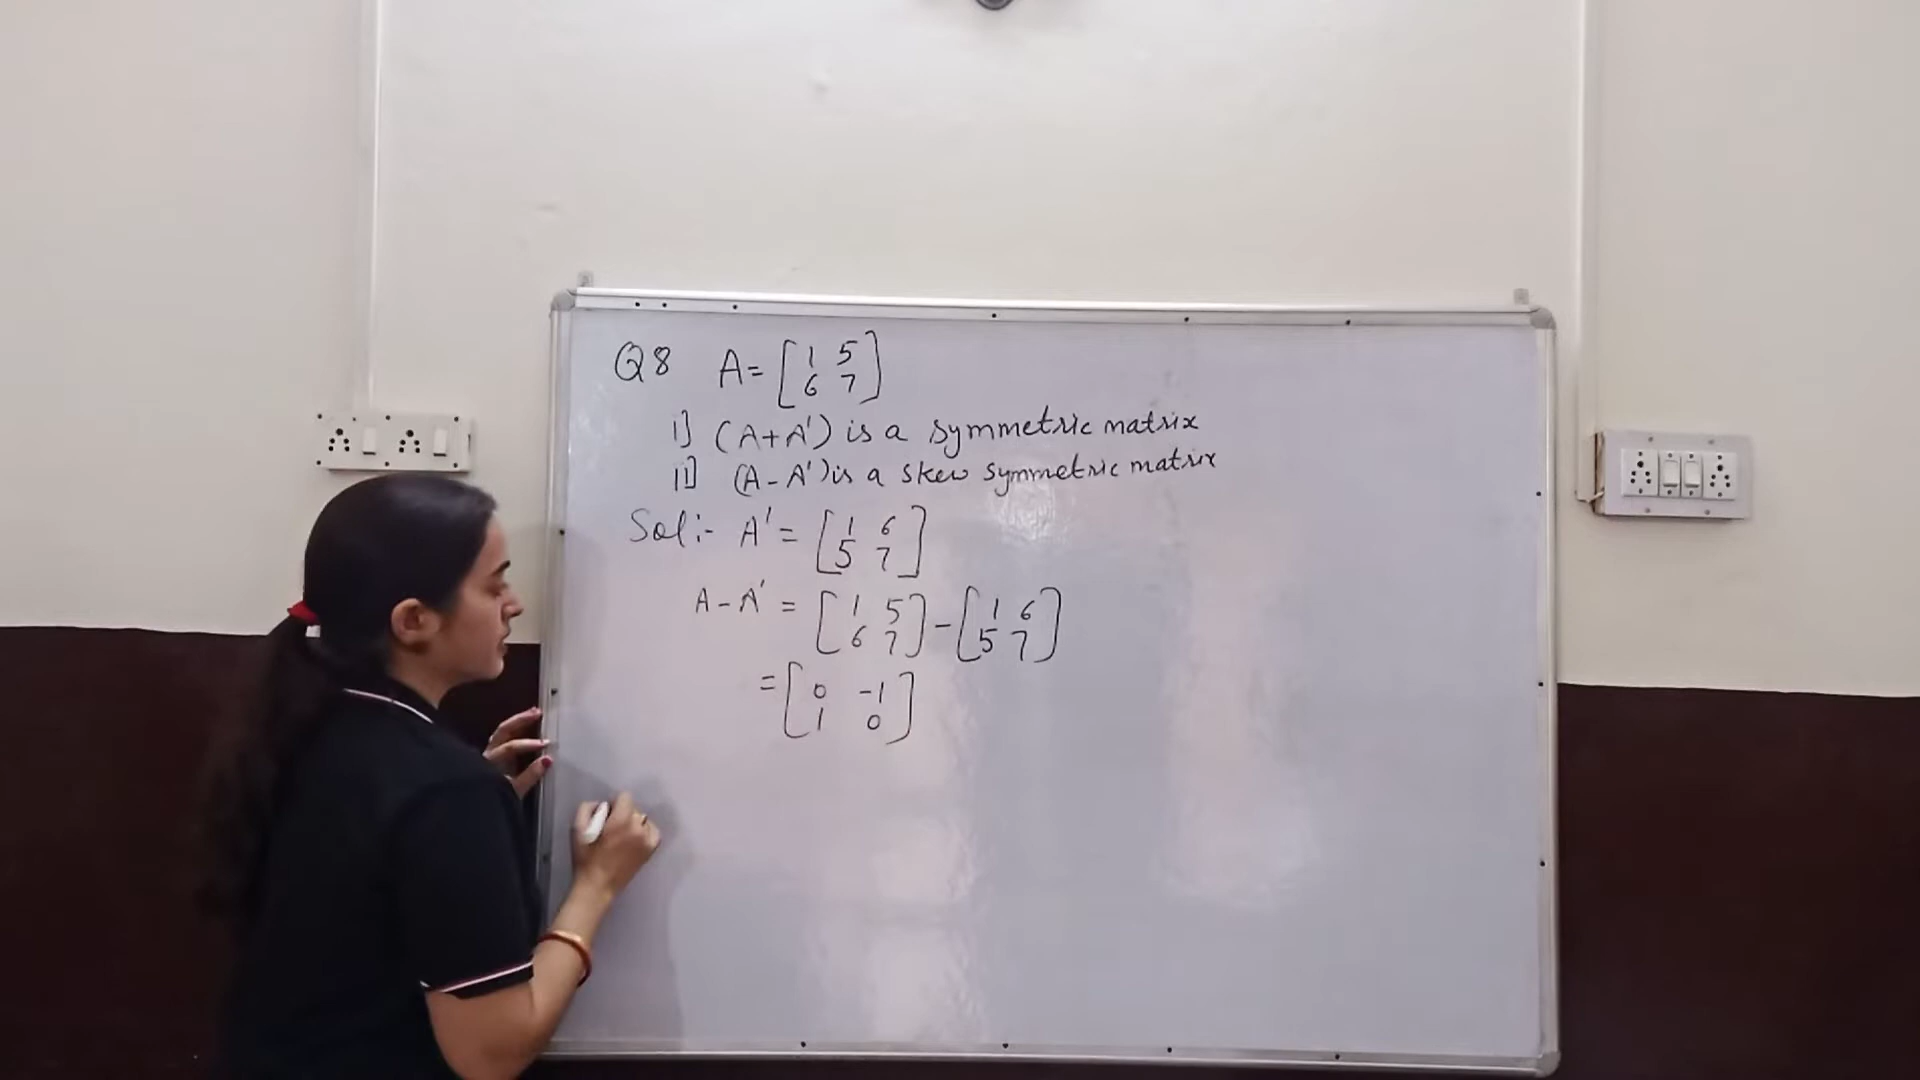 Q8 A = [1 5
6 7]
i] (A+A') is a symmetric matrix
ii] (A-A') is a skew symmetric matrix
Sol:- A' = [1 6
5 7]
A-A' = [1 5
6 7] - [1 6
5 7]
= [0 -1
1 0]